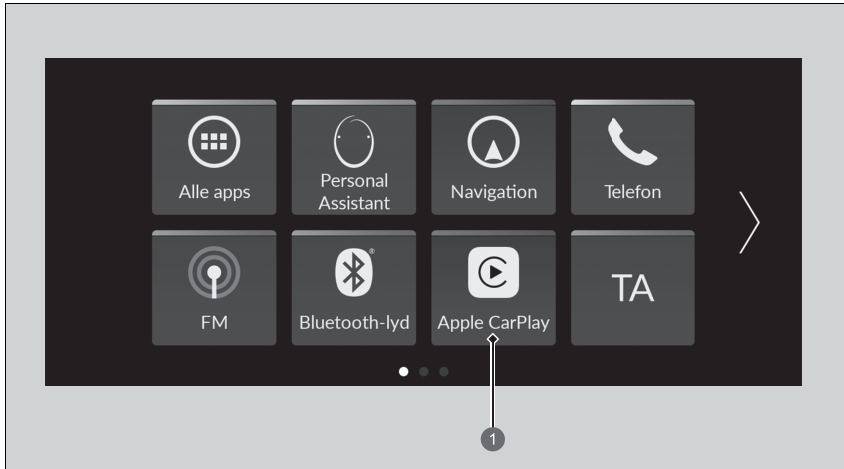 Alle apps
Personal
Assistant
Navigation
Telefon
FM
Bluetooth-lyd
®
Apple CarPlay
TA
1